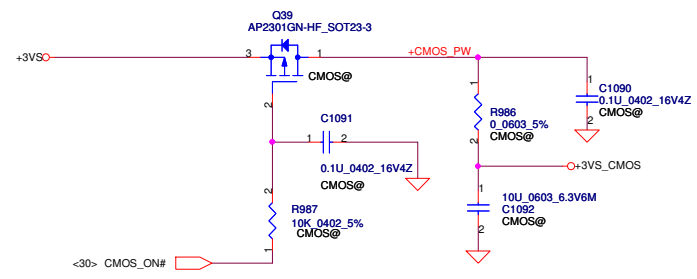 Q39
AP2301GN-HF_SOT23-3
+3VS
3
1
+CMOS_PW
CMOS@
2
1
C1090
0.1U_0402_16V4Z
CMOS@
2
1
R986
0_0603_5%
CMOS@
2
C1091
1
2
0.1U_0402_16V4Z
CMOS@
+3VS_CMOS
1
10U_0603_6.3V6M
C1092
CMOS@
2
2
R987
10K_0402_5%
CMOS@
1
<30> CMOS_ON#